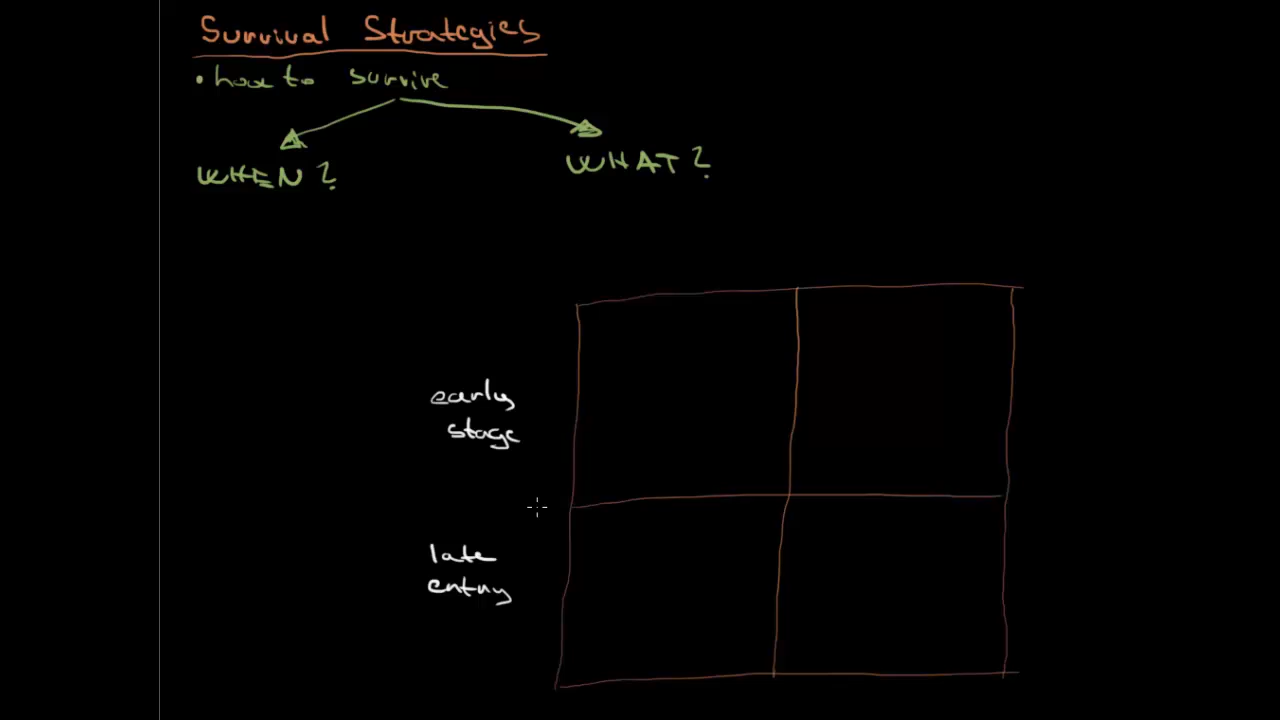 Survival Strategies
• how to survive
WHEN?
WHAT?
early
stage
late
entry